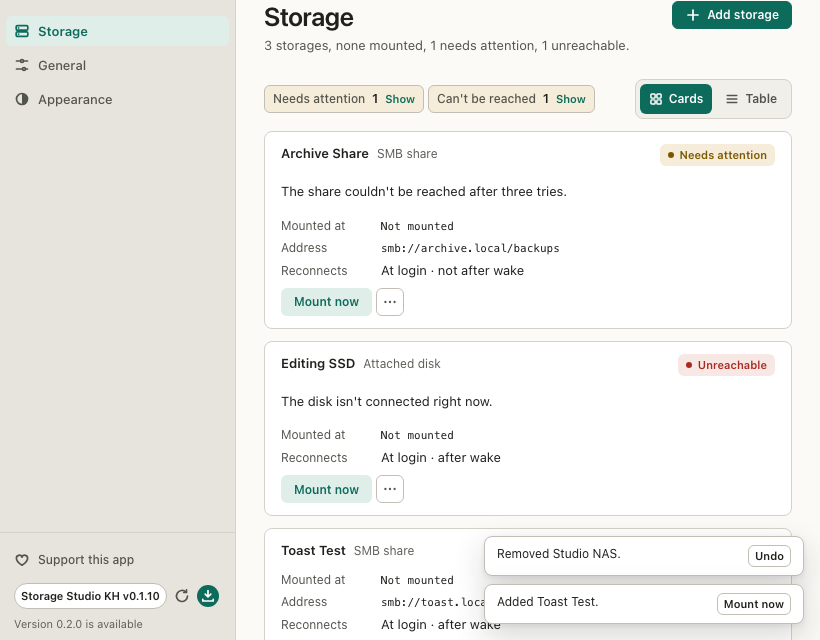 Storage
General
Appearance
Support this app
Storage Studio KH v0.1.10
Version 0.2.0 is available
Storage
Add storage
3 storages, none mounted, 1 needs attention, 1 unreachable.
Needs attention 1 Show
Can't be reached 1 Show
Cards
Table
Archive Share SMB share
Needs attention
The share couldn't be reached after three tries.
Mounted at Not mounted
Address smb://archive.local/backups
Reconnects At login · not after wake
Mount now
Editing SSD Attached disk
Unreachable
The disk isn't connected right now.
Mounted at Not mounted
Reconnects At login · after wake
Mount now
Toast Test SMB share
Mounted at Not mounted
Address
Reconnects At login · after wake
Removed Studio NAS.
Undo
Added Toast Test.
Mount now